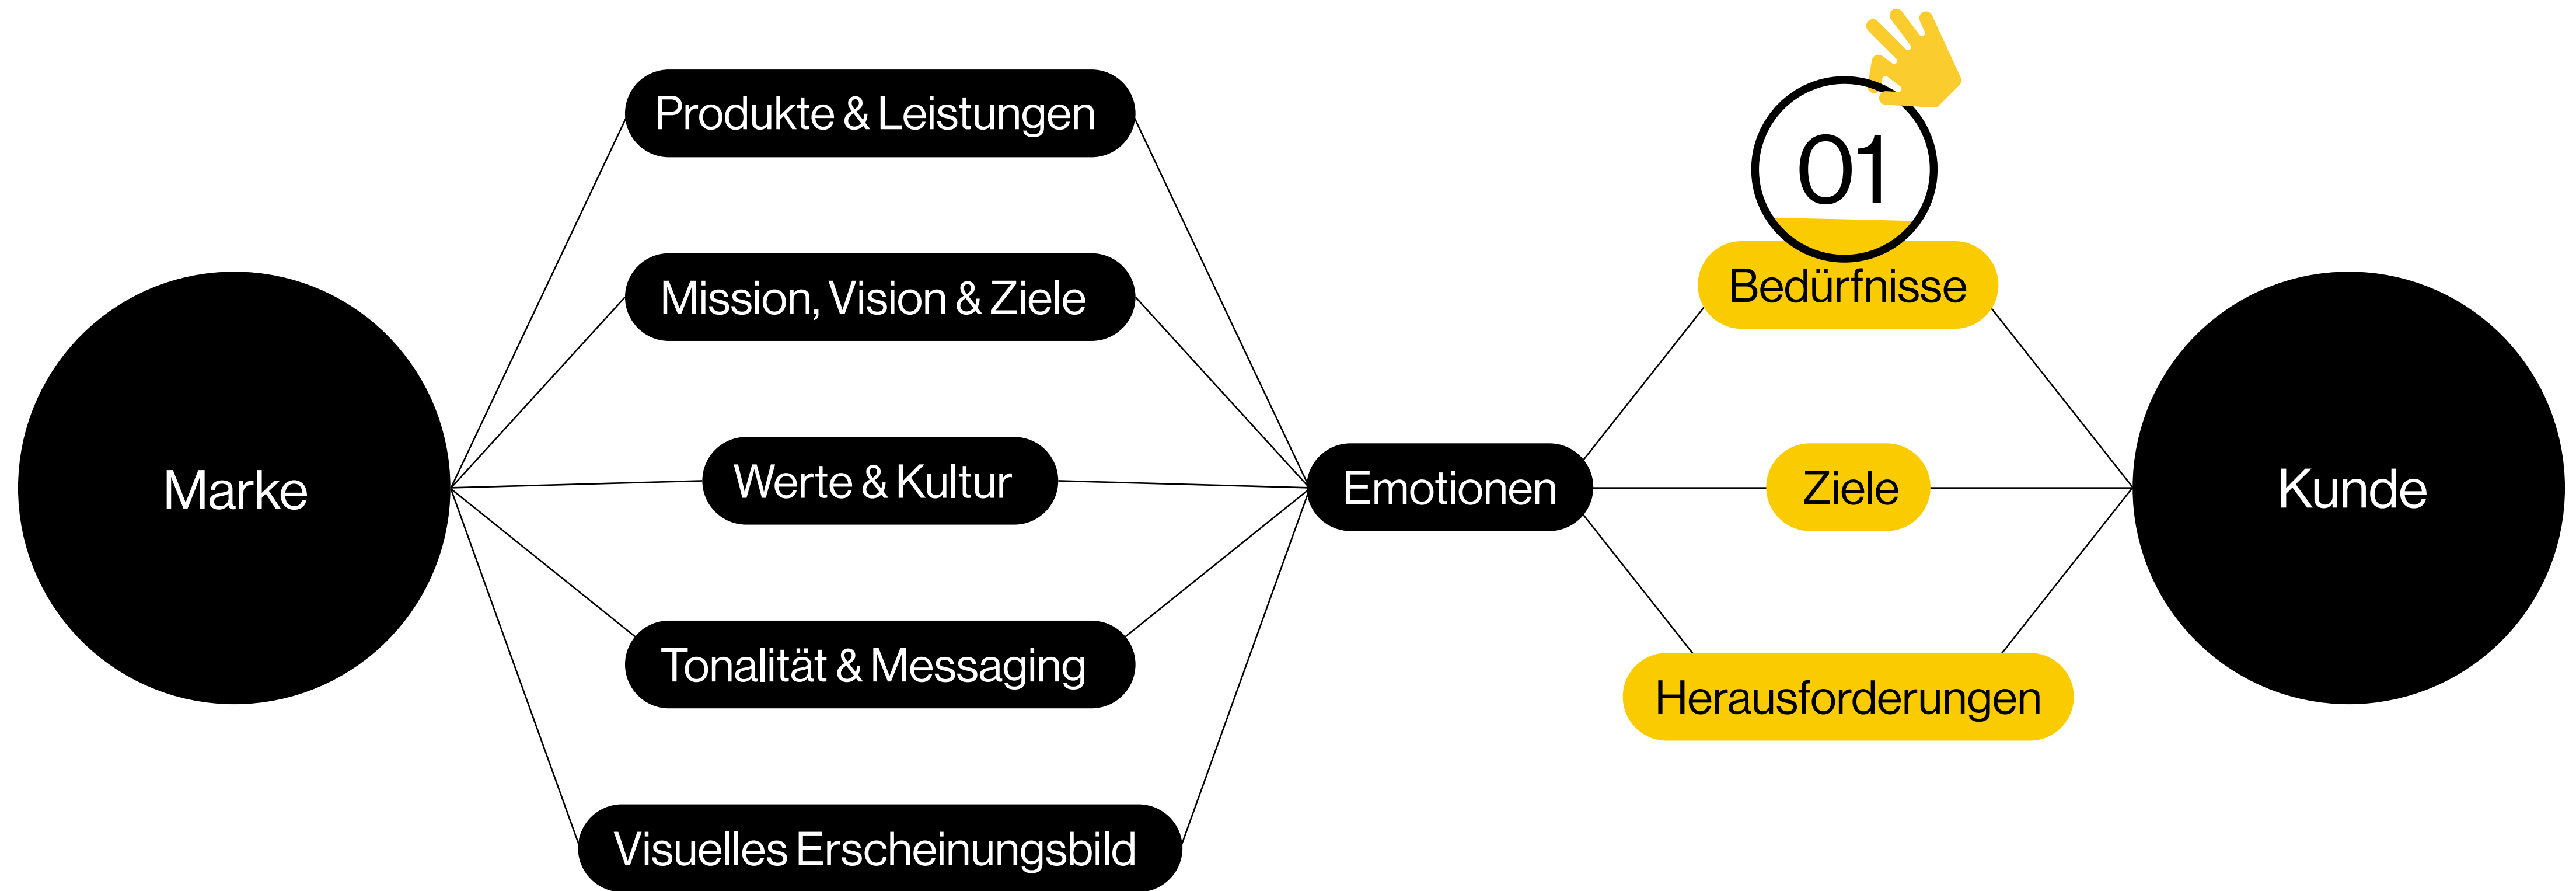 Marke
Produkte & Leistungen
Mission, Vision & Ziele
Werte & Kultur
Tonalität & Messaging
Visuelles Erscheinungsbild
Emotionen
01
Bedürfnisse
Ziele
Herausforderungen
Kunde